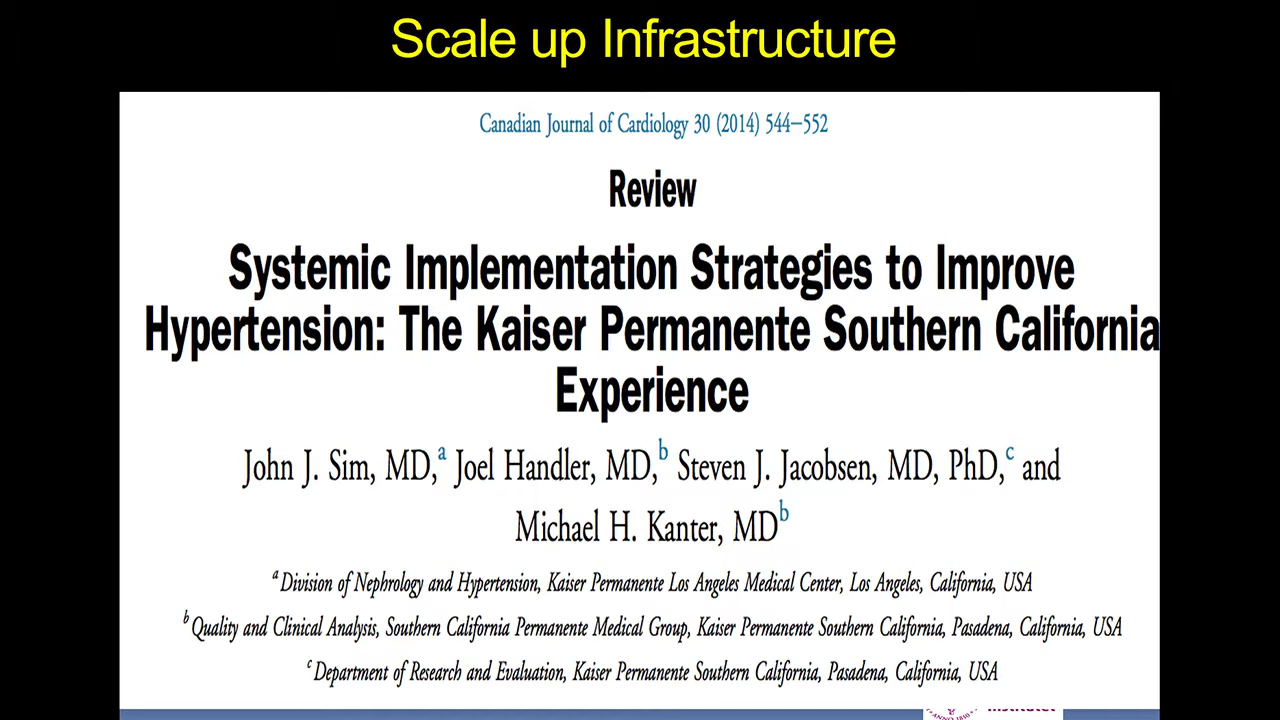 Scale up Infrastructure
Canadian Journal of Cardiology 30 (2014) 544–552
Review
Systemic Implementation Strategies to Improve
Hypertension: The Kaiser Permanente Southern California
Experience
John J. Sim, MD,a Joel Handler, MD,b Steven J. Jacobsen, MD, PhD,c and
Michael H. Kanter, MDb
a Division of Nephrology and Hypertension, Kaiser Permanente Los Angeles Medical Center, Los Angeles, California, USA
b Quality and Clinical Analysis, Southern California Permanente Medical Group, Kaiser Permanente Southern California, Pasadena, California, USA
c Department of Research and Evaluation, Kaiser Permanente Southern California, Pasadena, California, USA
ANNO 1810